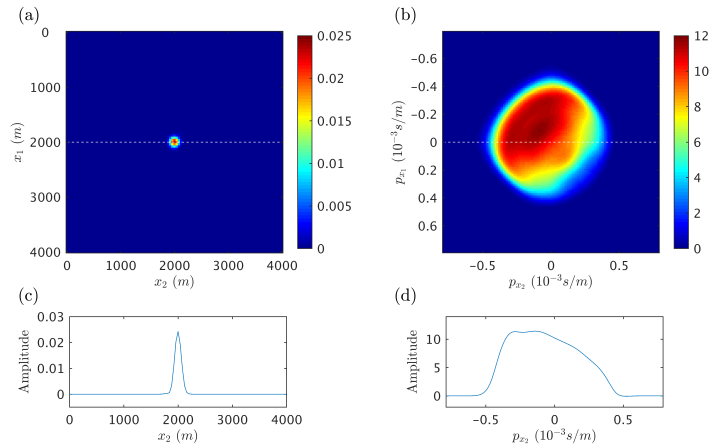 (a)
0
1000
2000
3000
4000
x₁ (m)
0 1000 2000 3000 4000
x₂ (m)
0.025
0.02
0.015
0.01
0.005
0
(b)
−0.6
−0.4
−0.2
0
0.2
0.4
0.6
pₓ₁ (10⁻³s/m)
−0.5 0 0.5
pₓ₂ (10⁻³s/m)
12
10
8
6
4
2
0
(c)
0.03
0.02
0.01
0
Amplitude
0 1000 2000 3000 4000
x₂ (m)
(d)
10
5
0
Amplitude
−0.5 0 0.5
pₓ₂ (10⁻³s/m)